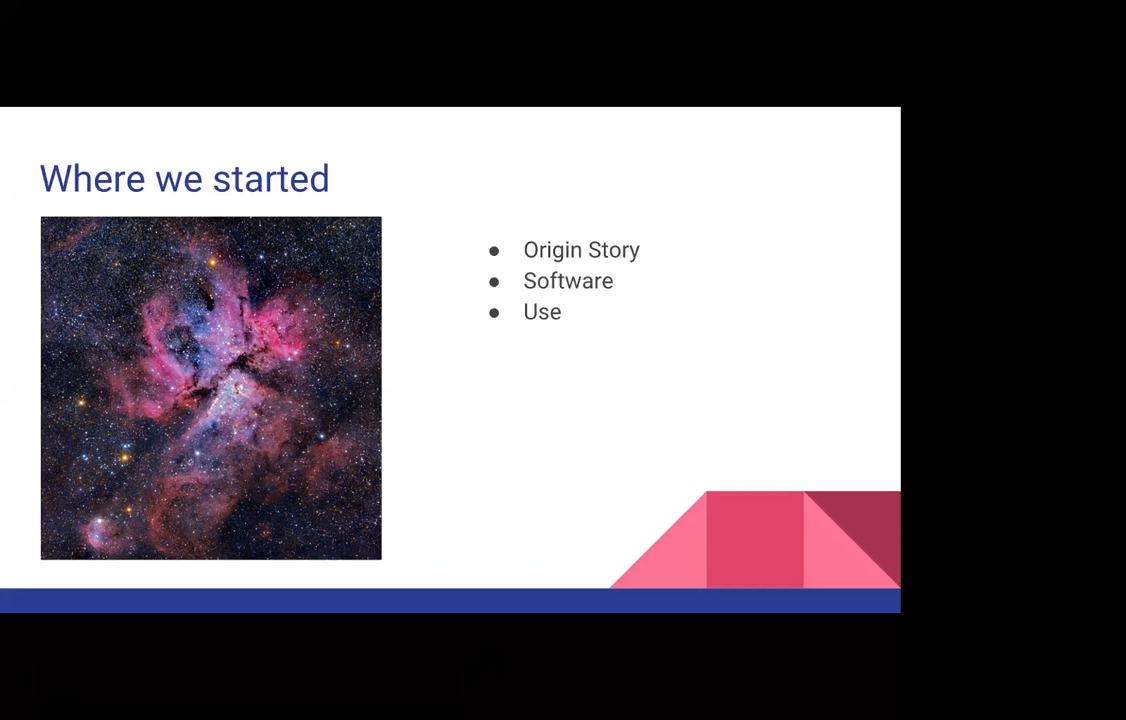 Where we started
● Origin Story
● Software
● Use